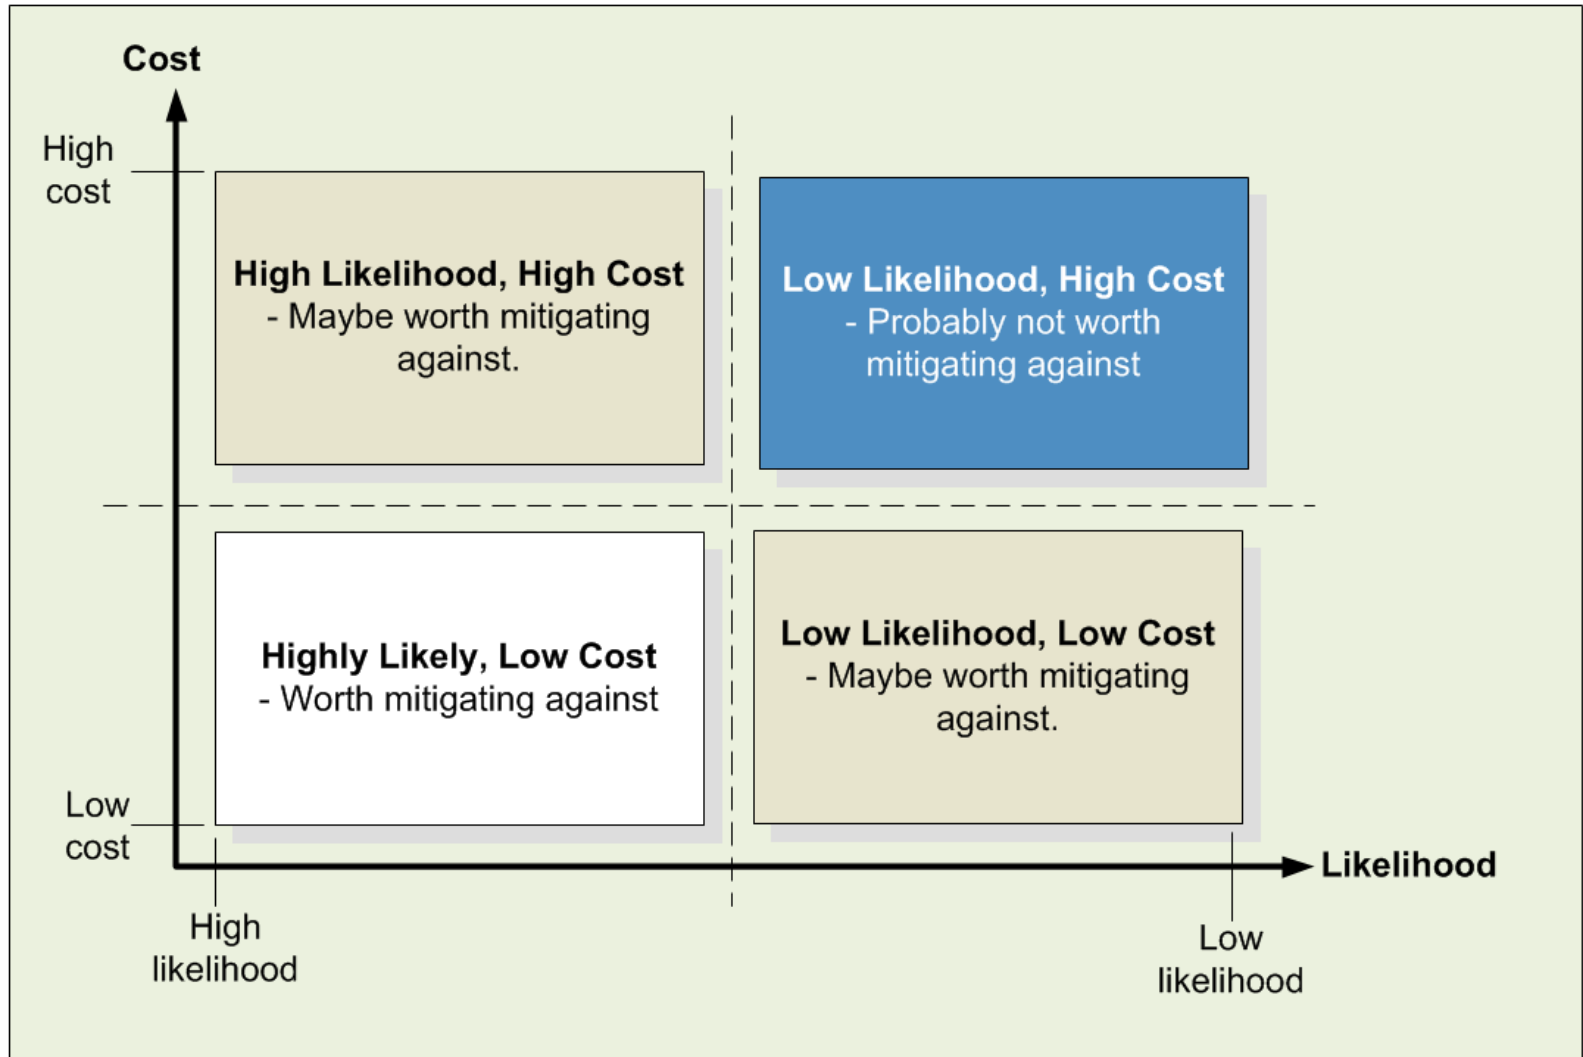 Cost
High
cost
High Likelihood, High Cost
- Maybe worth mitigating
against.
Low Likelihood, High Cost
- Probably not worth
mitigating against
Highly Likely, Low Cost
- Worth mitigating against
Low Likelihood, Low Cost
- Maybe worth mitigating
against.
Low
cost
Likelihood
High
likelihood
Low
likelihood